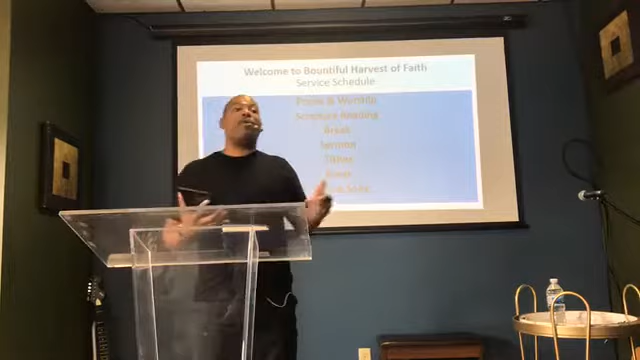 Welcome to Bountiful Harvest of Faith
Service Schedule
Praise & Worship
Scripture Reading
Break
Sermon
Tithes